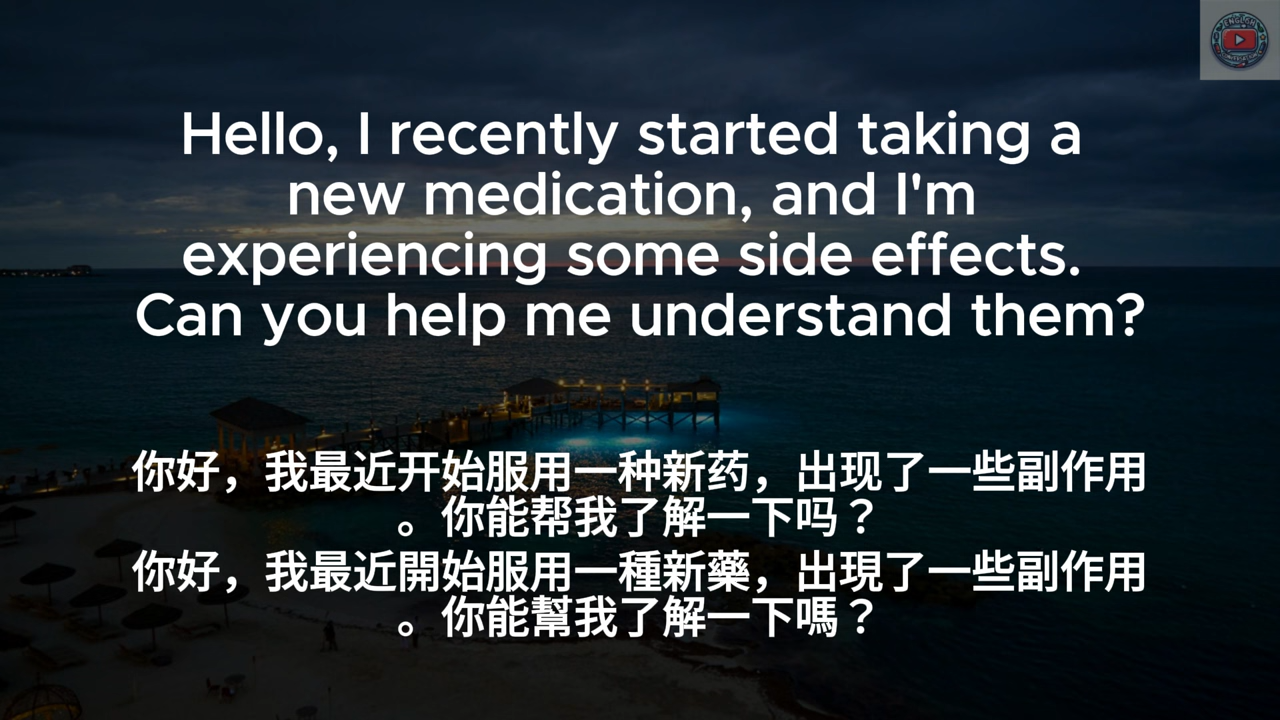 ENGLISH
CONVERSATION
Hello, I recently started taking a
new medication, and I'm
experiencing some side effects.
Can you help me understand them?
你好，我最近开始服用一种新药，出现了一些副作用
。你能帮我了解一下吗？
你好，我最近開始服用一種新藥，出現了一些副作用
。你能幫我了解一下嗎？